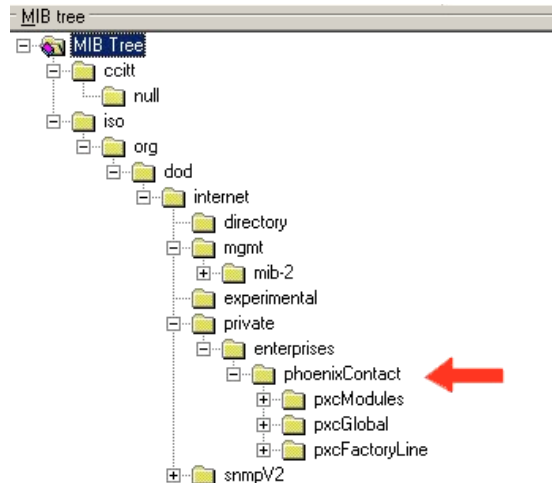 MIB tree
MIB Tree
ccitt
null
iso
org
dod
internet
directory
mgmt
mib-2
experimental
private
enterprises
phoenixContact
pxcModules
pxcGlobal
pxcFactoryLine
snmpV2